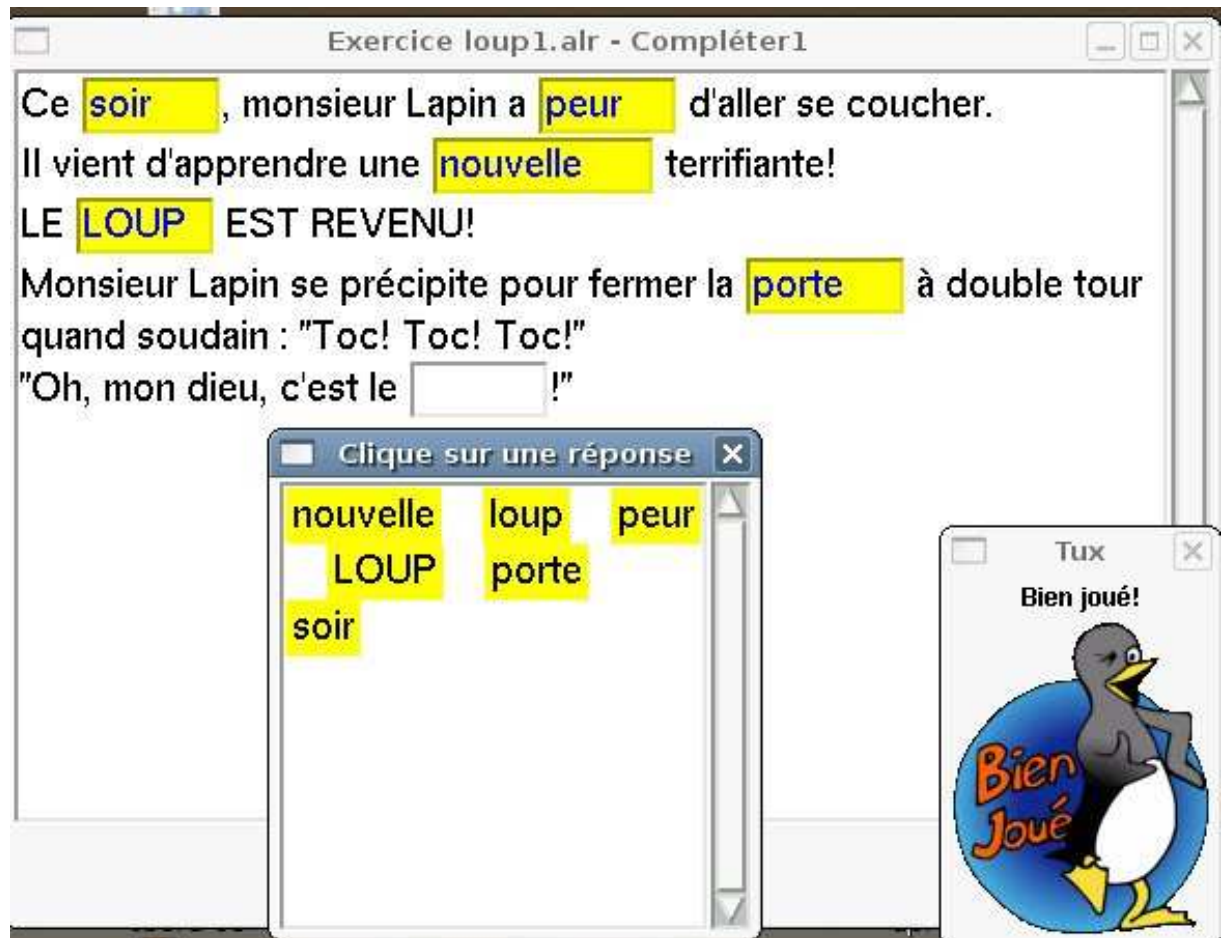 Exercice loup1.alr - Compléter1
Ce soir , monsieur Lapin a peur d'aller se coucher.
Il vient d'apprendre une nouvelle terrifiante!
LE LOUP EST REVENU!
Monsieur Lapin se précipite pour fermer la porte à double tour
quand soudain : "Toc! Toc! Toc!"
"Oh, mon dieu, c'est le !"
Clique sur une réponse
nouvelle loup peur
LOUP porte
soir
Tux
Bien joué!
Bien
Joué